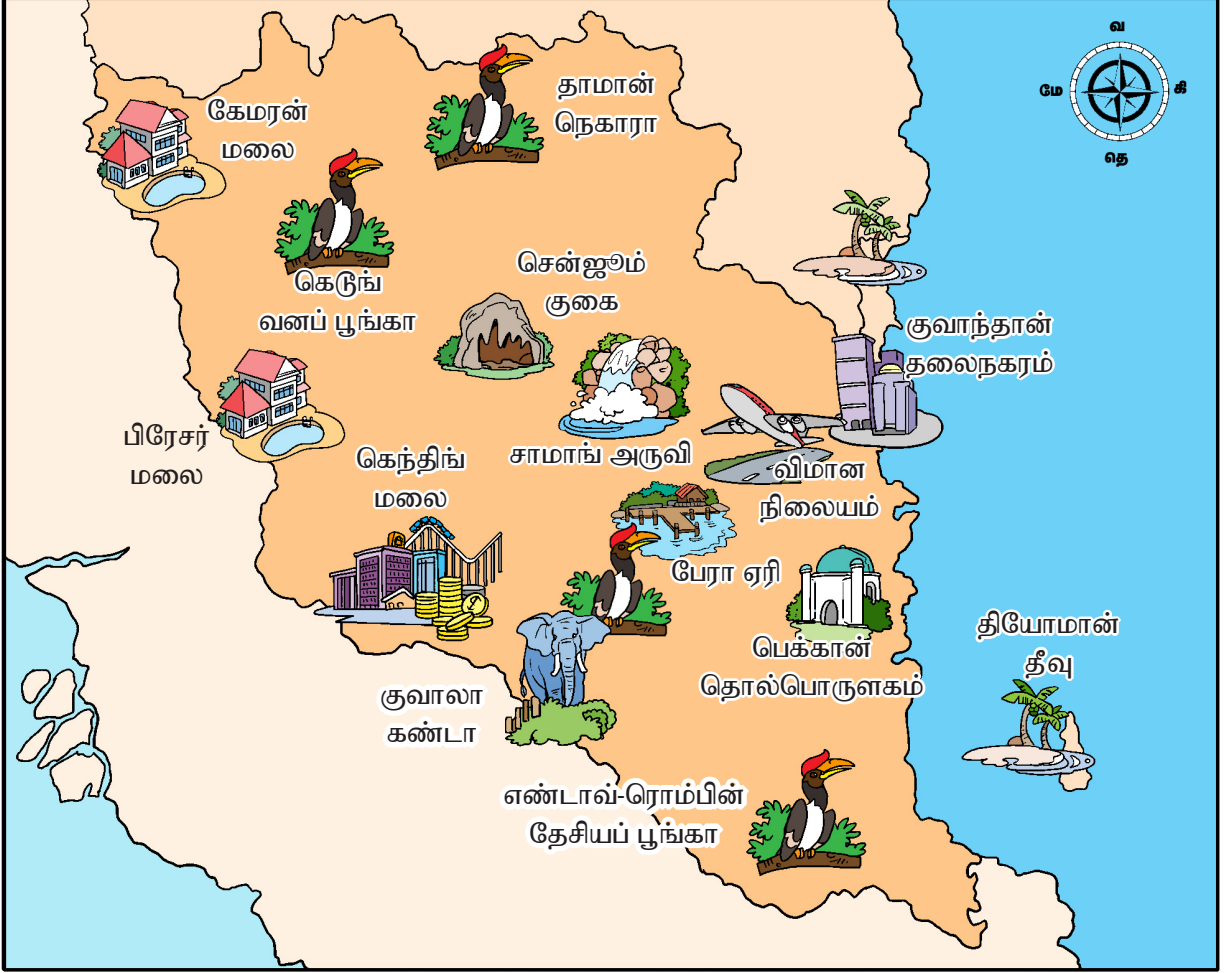 வ
மே
கி
தெ
கேமரன்
மலை
தாமான்
நெகாரா
கெடூங்
வனப் பூங்கா
சென்ஜூம்
குகை
குவாந்தான்
தலைநகரம்
பிரேசர்
மலை
கெந்திங்
மலை
சாமாங் அருவி
விமான
நிலையம்
பேரா ஏரி
பெக்கான்
தொல்பொருளகம்
தியோமான்
தீவு
குவாலா
கண்டா
எண்டாவ்-ரொம்பின்
தேசியப் பூங்கா